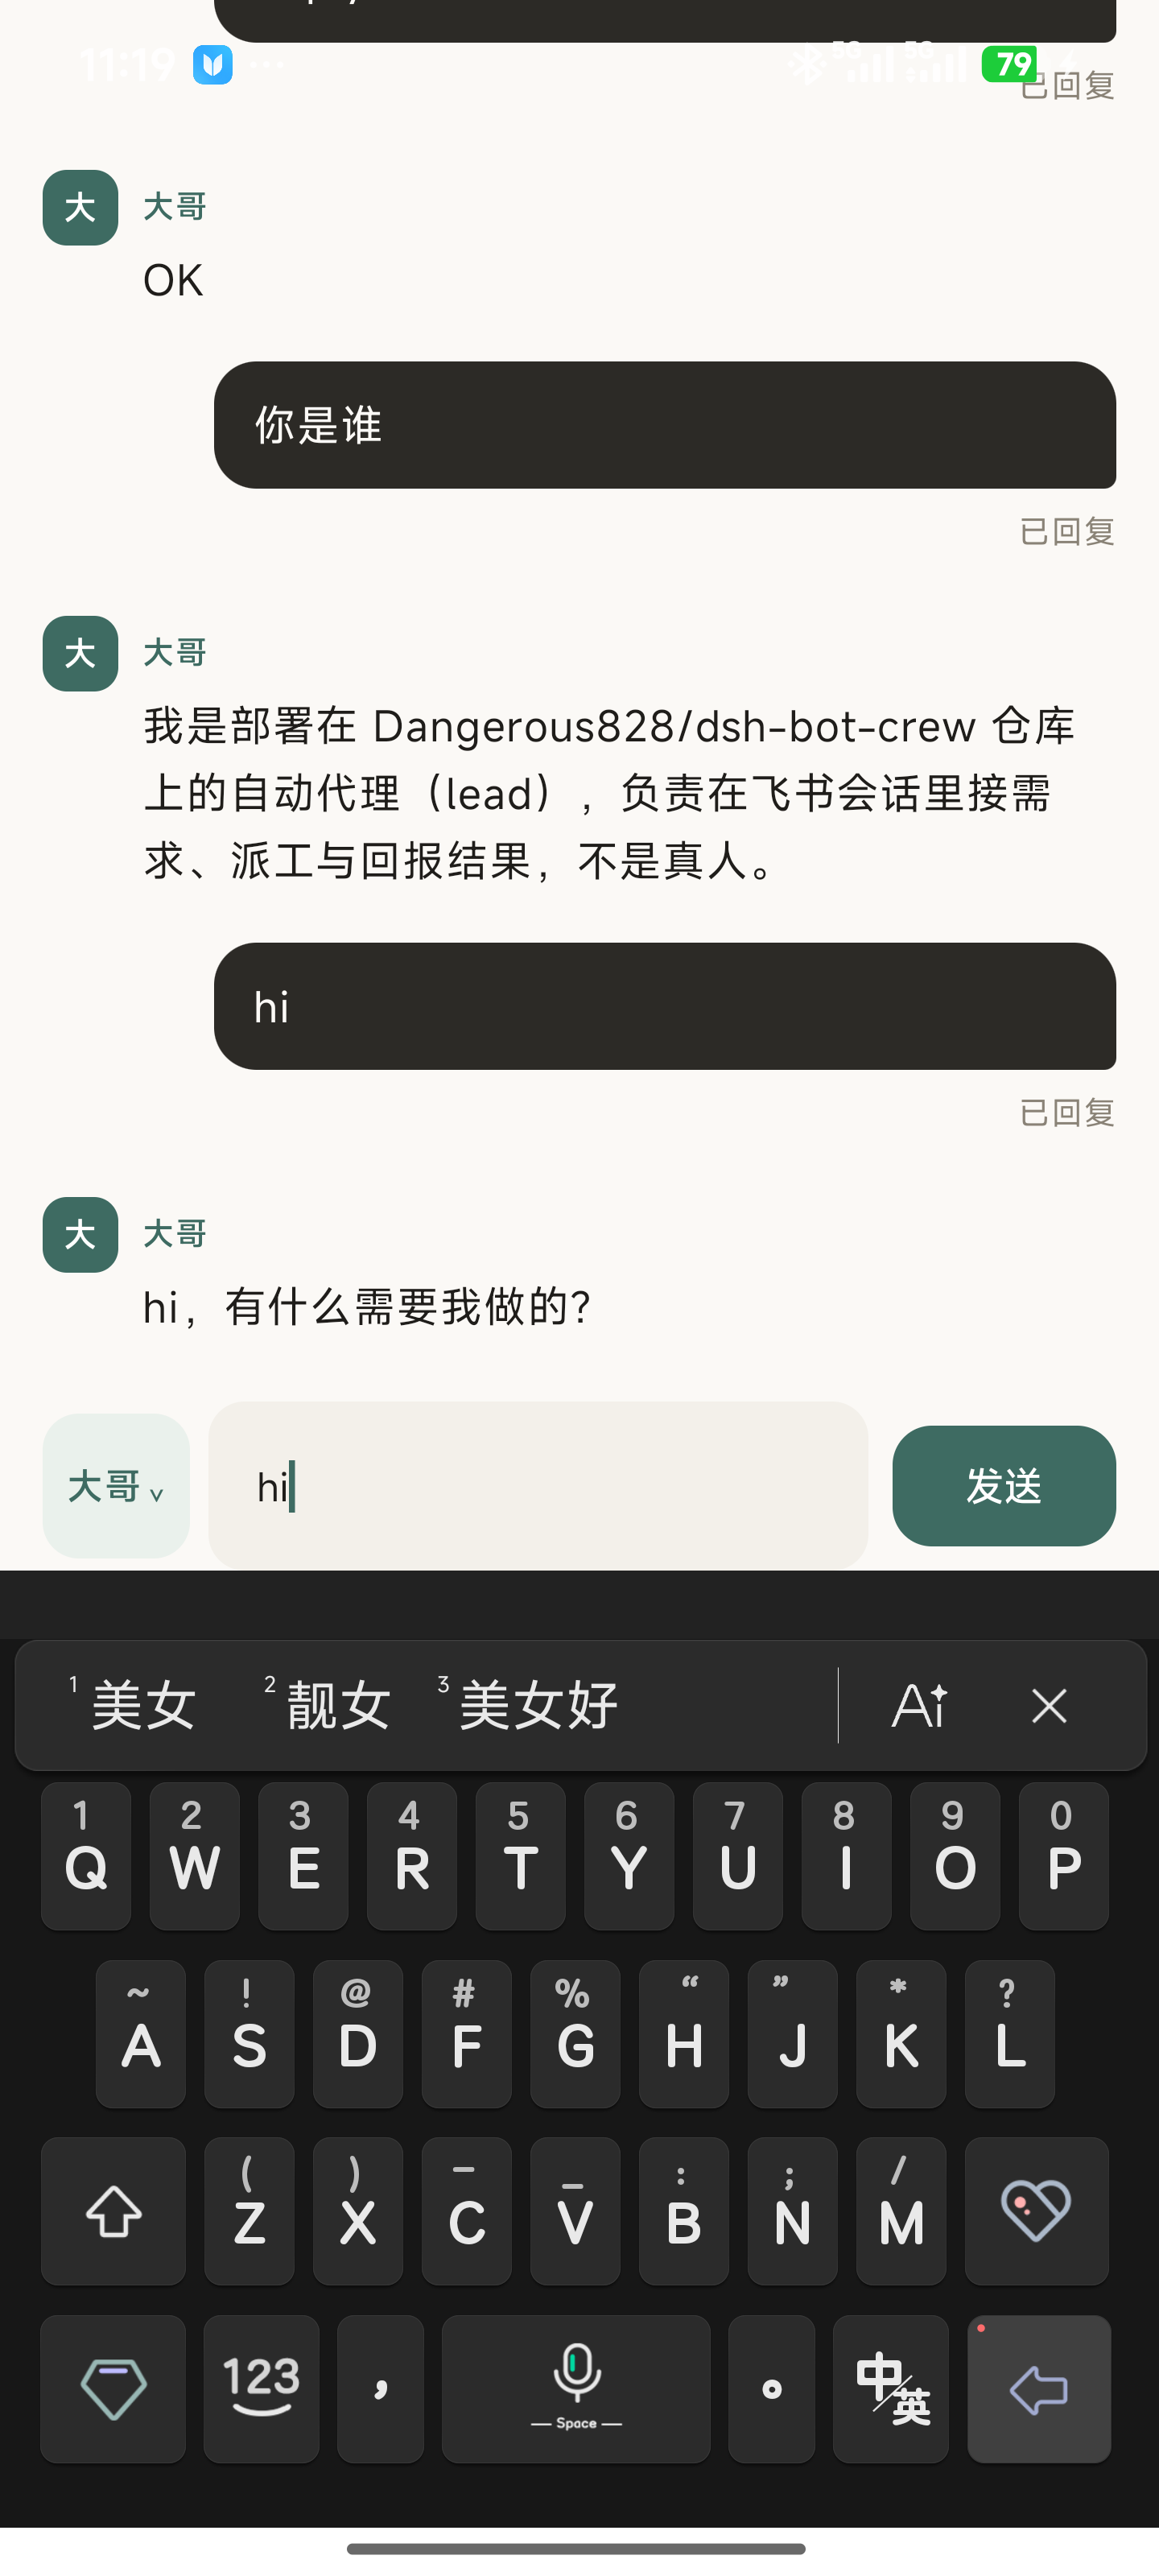 11:19
5G
5G
79
已回复
大
大哥
OK
你是谁
已回复
大
大哥
我是部署在 Dangerous828/dsh-bot-crew 仓库
上的自动代理（lead），负责在飞书会话里接需
求、派工与回报结果，不是真人。
hi
已回复
大
大哥
hi，有什么需要我做的？
大哥
hi
发送
1 美女 2 靓女 3 美女好 Ai
1 2 3 4 5 6 7 8 9 0
Q W E R T Y U I O P
~ ! @ # % “ ” * ?
A S D F G H J K L
( ) – _ : ; /
Z X C V B N M
123 ， Space 。 中/英